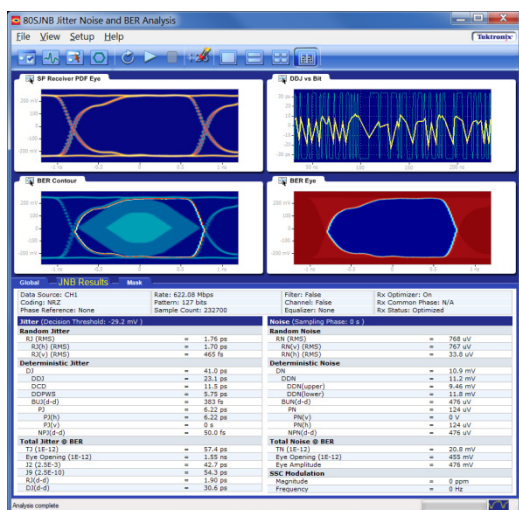 80SJNB Jitter Noise and BER Analysis
File View Setup Help
Tektronix
SP Receiver PDF Eye
DDJ vs Bit
BER Contour
BER Eye
Global JNB Results Mask
Data Source: CH1 Rate: 622.08 Mbps Filter: False Rx Optimizer: On
Coding: NRZ Pattern: 127 bits Channel: False Rx Common Phase: N/A
Phase Reference: None Sample Count: 232700 Equalizer: None Rx Status: Optimized
Jitter (Decision Threshold: -29.2 mV ) Noise (Sampling Phase: 0 s )
Random Jitter Random Noise
RJ (RMS) = 1.76 ps RN (RMS) = 768 uV
RJ(h) (RMS) = 1.70 ps RN(v) (RMS) = 767 uV
RJ(v) (RMS) = 465 fs RN(h) (RMS) = 33.8 uV
Deterministic Jitter Deterministic Noise
DJ = 41.0 ps DN = 10.9 mV
DDJ = 23.1 ps DDN = 11.2 mV
DCD = 11.5 ps DDN(upper) = 9.46 mV
DDPWS = 5.75 ps DDN(lower) = 11.8 mV
BUJ(d-d) = 383 fs BUN(d-d) = 476 uV
PJ = 6.22 ps PN = 124 uV
PJ(h) = 6.22 ps PN(v) = 0 V
PJ(v) = 0 s PN(h) = 124 uV
NPJ(d-d) = 50.0 fs NPN(d-d) = 476 uV
Total Jitter @ BER Total Noise @ BER
TJ (1E-12) = 57.4 ps TN (1E-12) = 20.8 mV
Eye Opening (1E-12) = 1.55 ns Eye Opening (1E-12) = 455 mV
J2 (2.5E-3) = 42.7 ps Eye Amplitude = 476 mV
J9 (2.5E-10) = 54.3 ps SSC Modulation
RJ(d-d) = 1.90 ps Magnitude = 0 ppm
DJ(d-d) = 30.6 ps Frequency = 0 Hz
Analysis complete